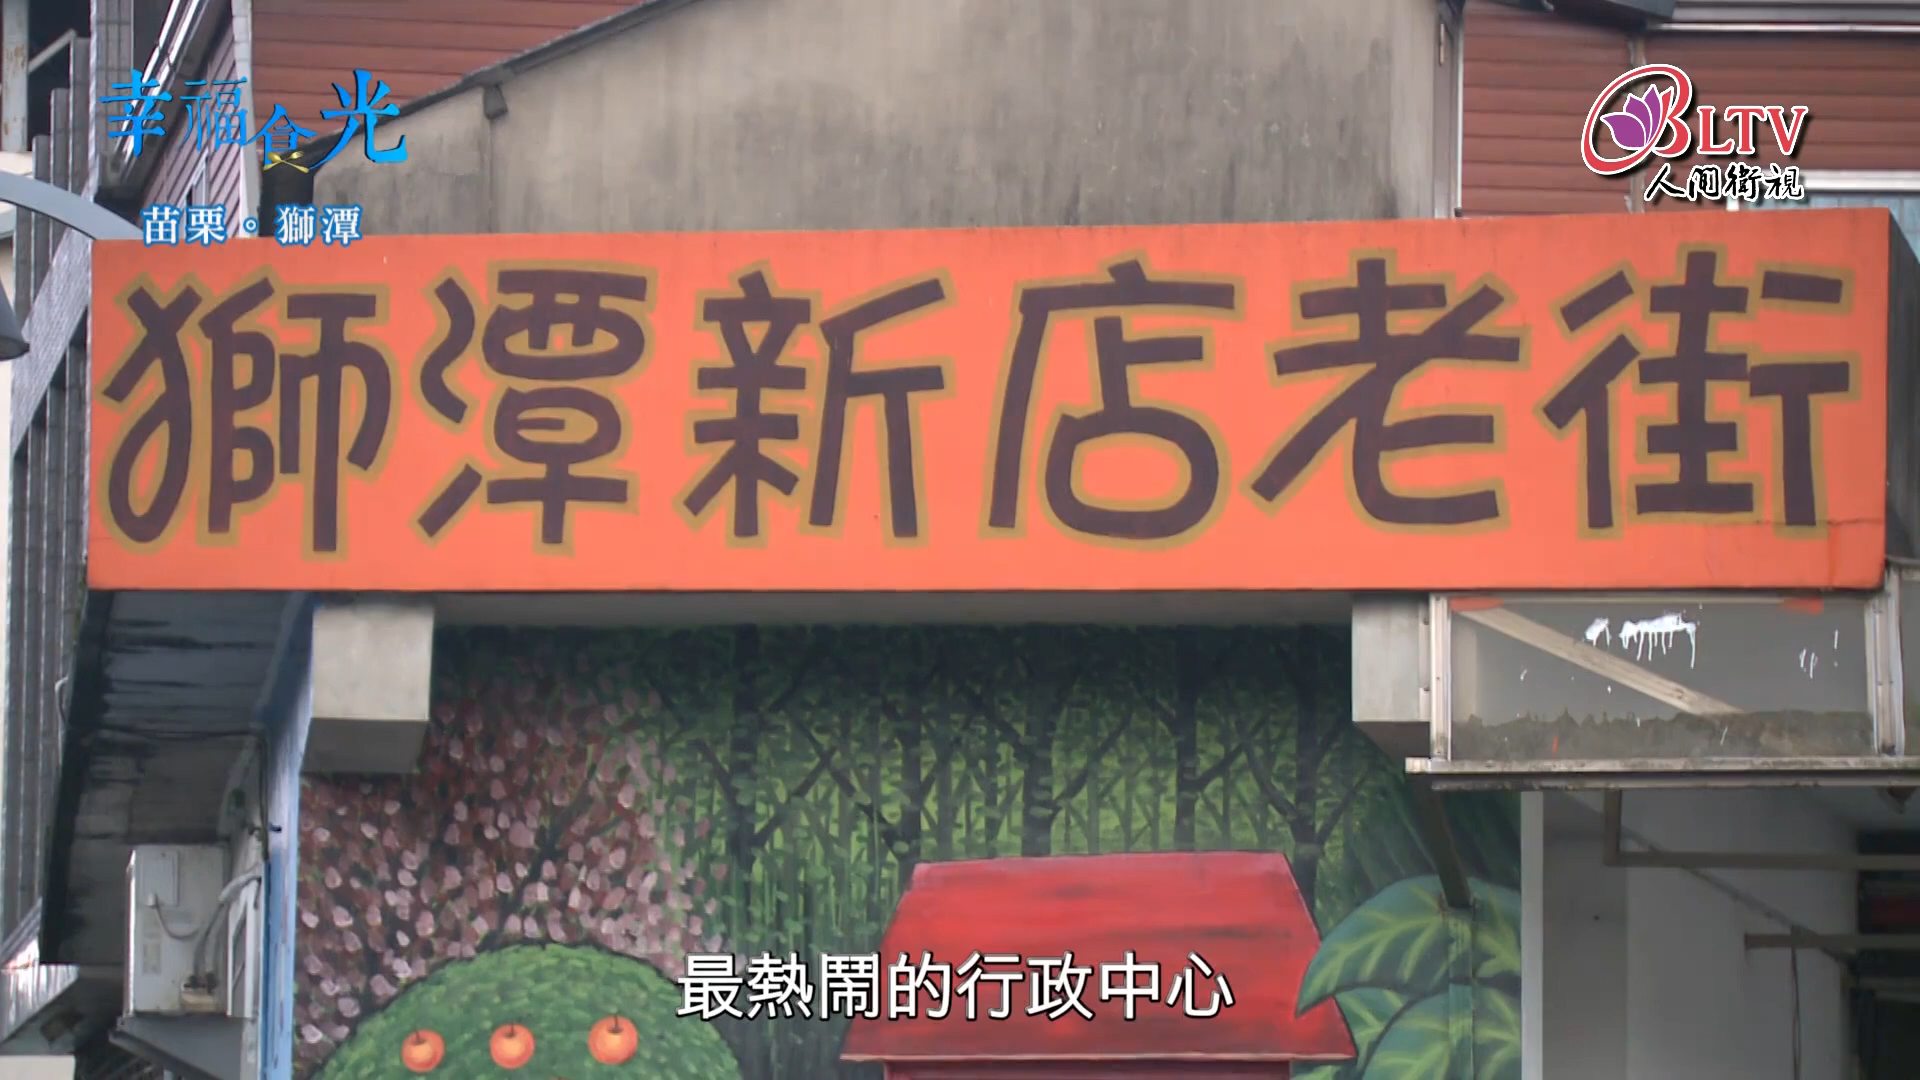 幸福食光
BLTV
人間衛視
苗栗。獅潭
獅潭新店老街
最熱鬧的行政中心